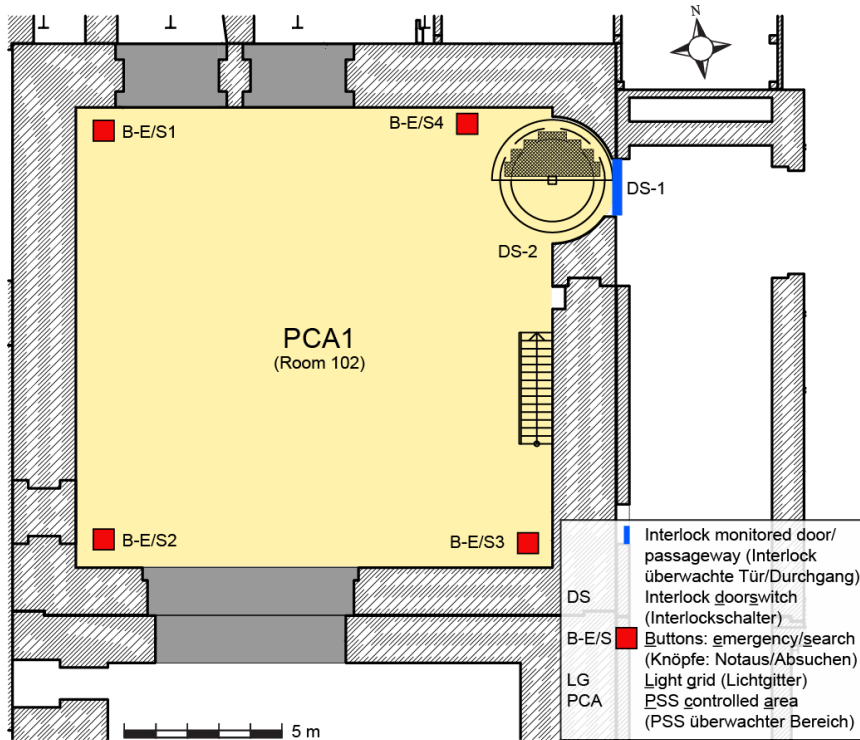 N
B-E/S1
B-E/S4
DS-1
DS-2
PCA1
(Room 102)
B-E/S2
B-E/S3
5 m
Interlock monitored door/
passageway (Interlock
überwachte Tür/Durchgang)
DS Interlock doorswitch
(Interlockschalter)
B-E/S Buttons: emergency/search
(Knöpfe: Notaus/Absuchen)
LG Light grid (Lichtgitter)
PCA PSS controlled area
(PSS überwachter Bereich)